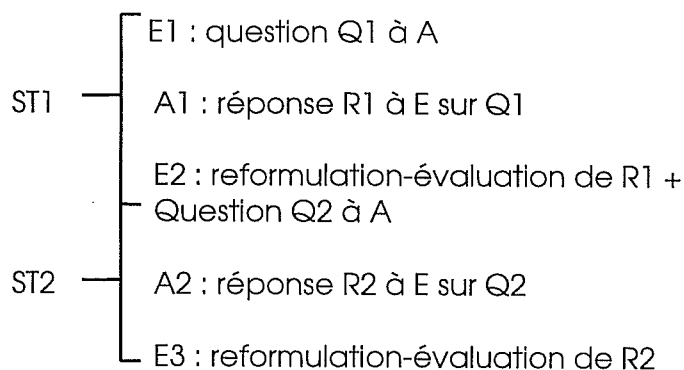 E1 : question Q1 à A
ST1 A1 : réponse R1 à E sur Q1
E2 : reformulation-évaluation de R1 +
Question Q2 à A
ST2 A2 : réponse R2 à E sur Q2
E3 : reformulation-évaluation de R2